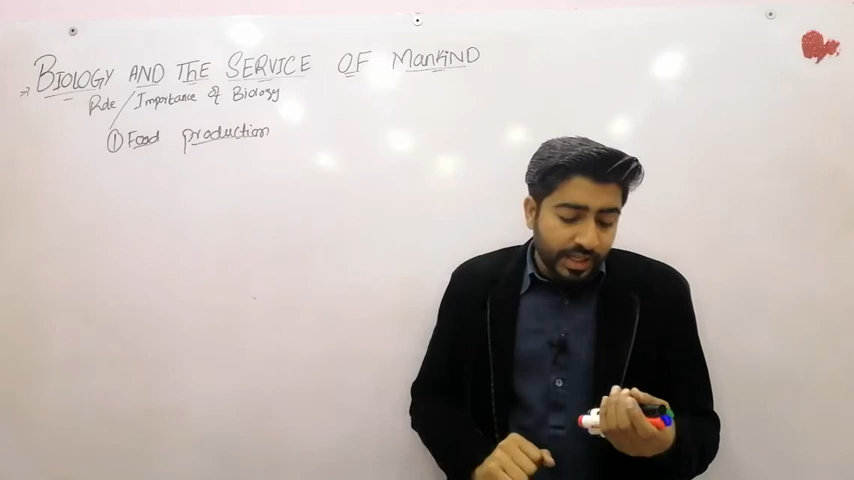 BIOLOGY AND THE SERVICE OF MANKIND
Role / Importance of Biology
① Food production